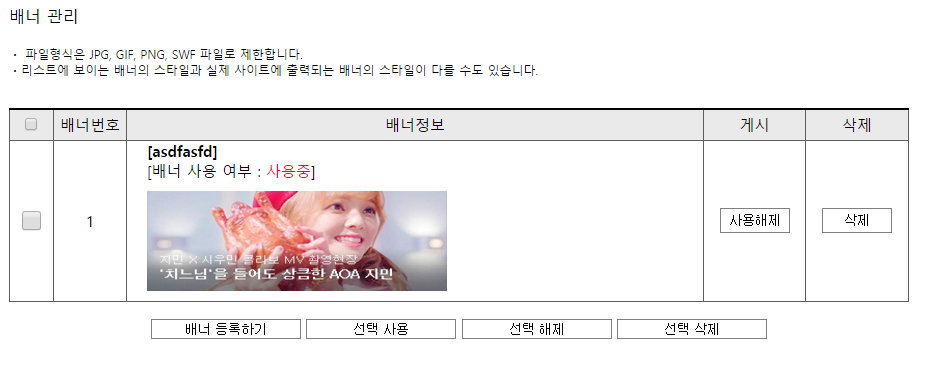 배너 관리
· 파일형식은 JPG, GIF, PNG, SWF 파일로 제한합니다.
· 리스트에 보이는 배너의 스타일과 실제 사이트에 출력되는 배너의 스타일이 다를 수도 있습니다.
배너번호 배너정보 게시 삭제
[asdfasfd]
[배너 사용 여부 : 사용중]
1 사용해제 삭제
지민 X 시우민 콜라보 MV 촬영현장
'치느님'을 들어도 상큼한 AOA 지민
배너 등록하기 선택 사용 선택 해제 선택 삭제